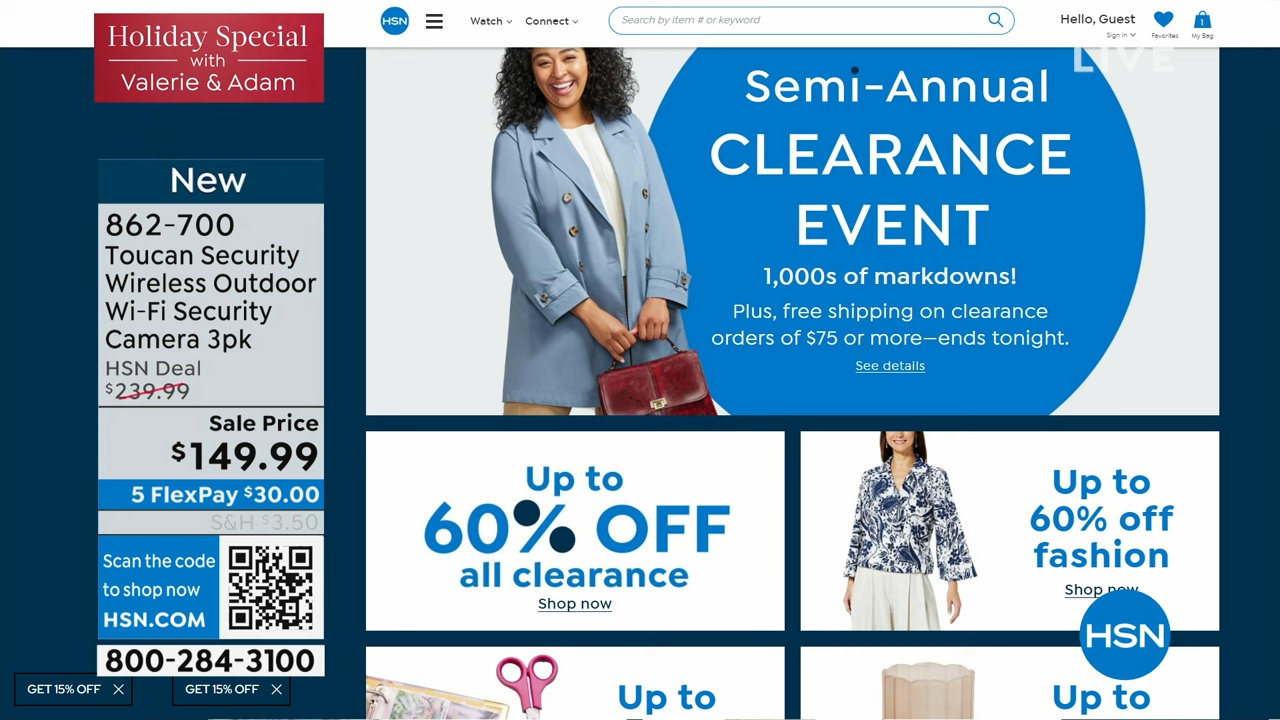 Holiday Special
with
Valerie & Adam
New
862-700
Toucan Security
Wireless Outdoor
Wi-Fi Security
Camera 3pk
HSN Deal
$239.99
Sale Price
$149.99
5 FlexPay $30.00
S&H $3.50
Scan the code
to shop now
HSN.COM
800-284-3100
GET 15% OFF
GET 15% OFF
HSN
Watch
Connect
Search by item # or keyword
Hello, Guest
Sign In
Favorites
1
My Bag
LIVE
Semi-Annual
CLEARANCE
EVENT
1,000s of markdowns!
Plus, free shipping on clearance
orders of $75 or more—ends tonight.
See details
Up to
60% OFF
all clearance
Shop now
Up to
60% off
fashion
Shop now
HSN
Up to
Up to